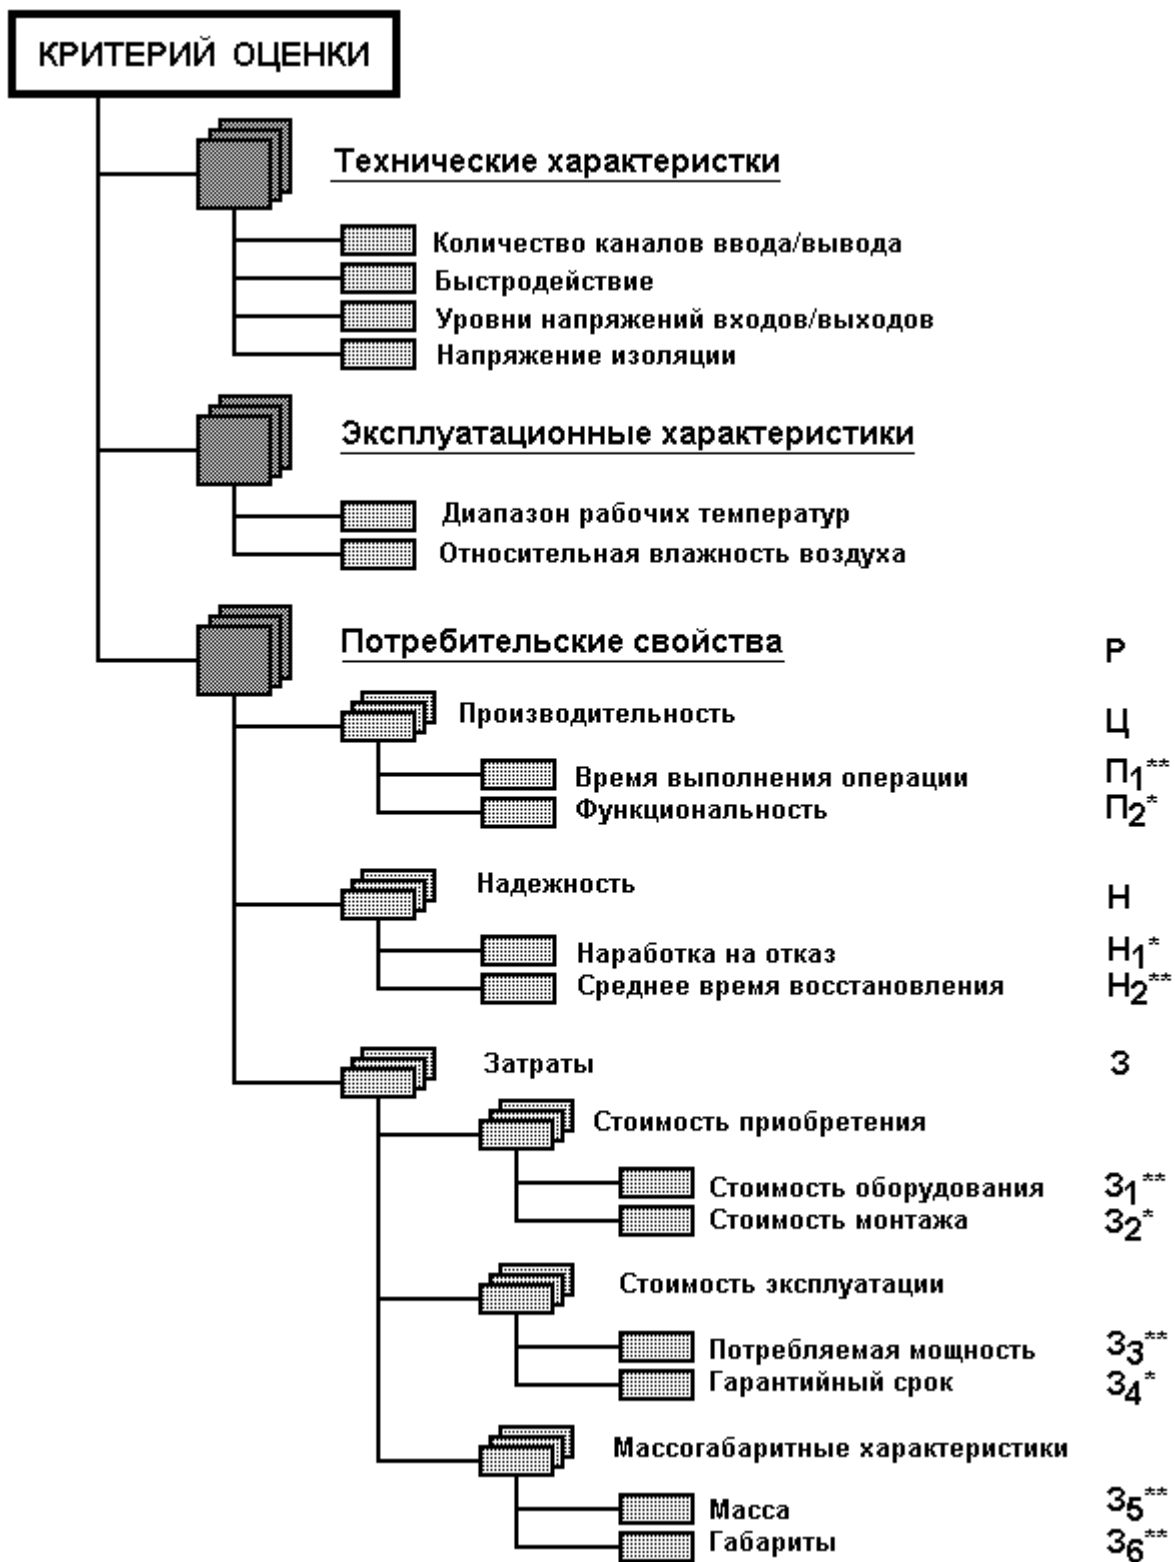 КРИТЕРИЙ ОЦЕНКИ
Технические характеристки
Количество каналов ввода/вывода
Быстродействие
Уровни напряжений входов/выходов
Напряжение изоляции
Эксплуатационные характеристики
Диапазон рабочих температур
Относительная влажность воздуха
Потребительские свойства Р
Производительность Ц
Время выполнения операции П1**
Функциональность П2*
Надежность Н
Наработка на отказ Н1*
Среднее время восстановления Н2**
Затраты З
Стоимость приобретения
Стоимость оборудования З1**
Стоимость монтажа З2*
Стоимость эксплуатации
Потребляемая мощность З3**
Гарантийный срок З4*
Массогабаритные характеристики
Масса З5**
Габариты З6**